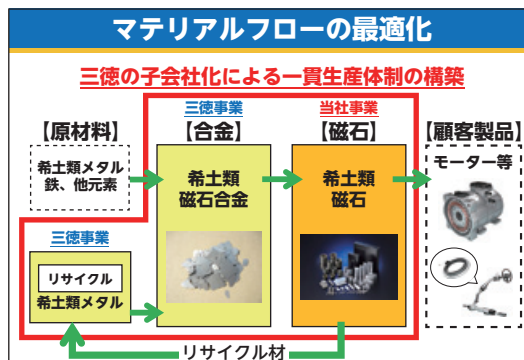 マテリアルフローの最適化
三徳の子会社化による一貫生産体制の構築
三徳事業
当社事業
【原材料】
【合金】
【磁石】
【顧客製品】
希土類メタル
鉄、他元素
希土類
磁石合金
希土類
磁石
モーター等
三徳事業
リサイクル
希土類メタル
リサイクル材